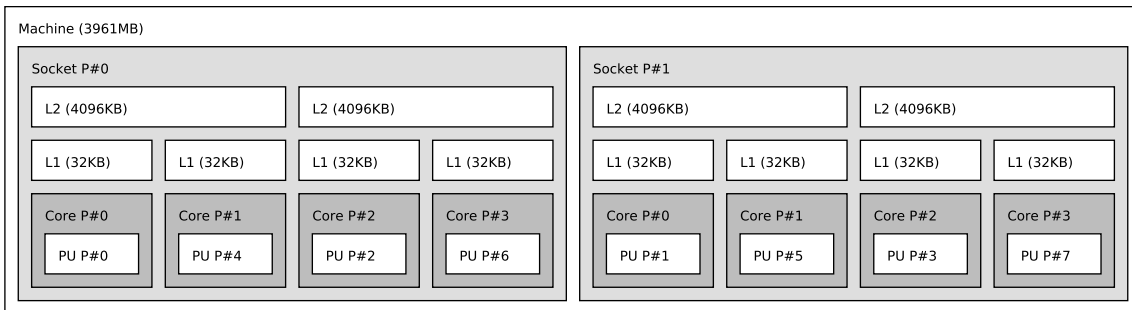 Machine (3961MB)
Socket P#0
L2 (4096KB)
L2 (4096KB)
L1 (32KB)
L1 (32KB)
L1 (32KB)
L1 (32KB)
Core P#0
Core P#1
Core P#2
Core P#3
PU P#0
PU P#4
PU P#2
PU P#6
Socket P#1
L2 (4096KB)
L2 (4096KB)
L1 (32KB)
L1 (32KB)
L1 (32KB)
L1 (32KB)
Core P#0
Core P#1
Core P#2
Core P#3
PU P#1
PU P#5
PU P#3
PU P#7